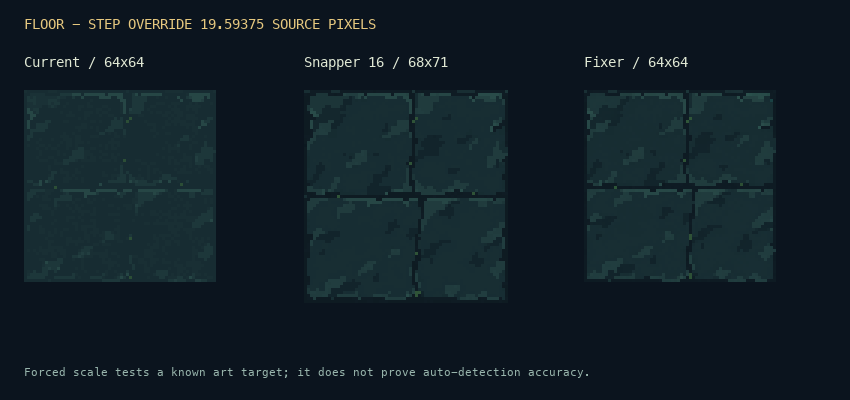 FLOOR — STEP OVERRIDE 19.59375 SOURCE PIXELS
Current / 64x64
Snapper 16 / 68x71
Fixer / 64x64
Forced scale tests a known art target; it does not prove auto-detection accuracy.